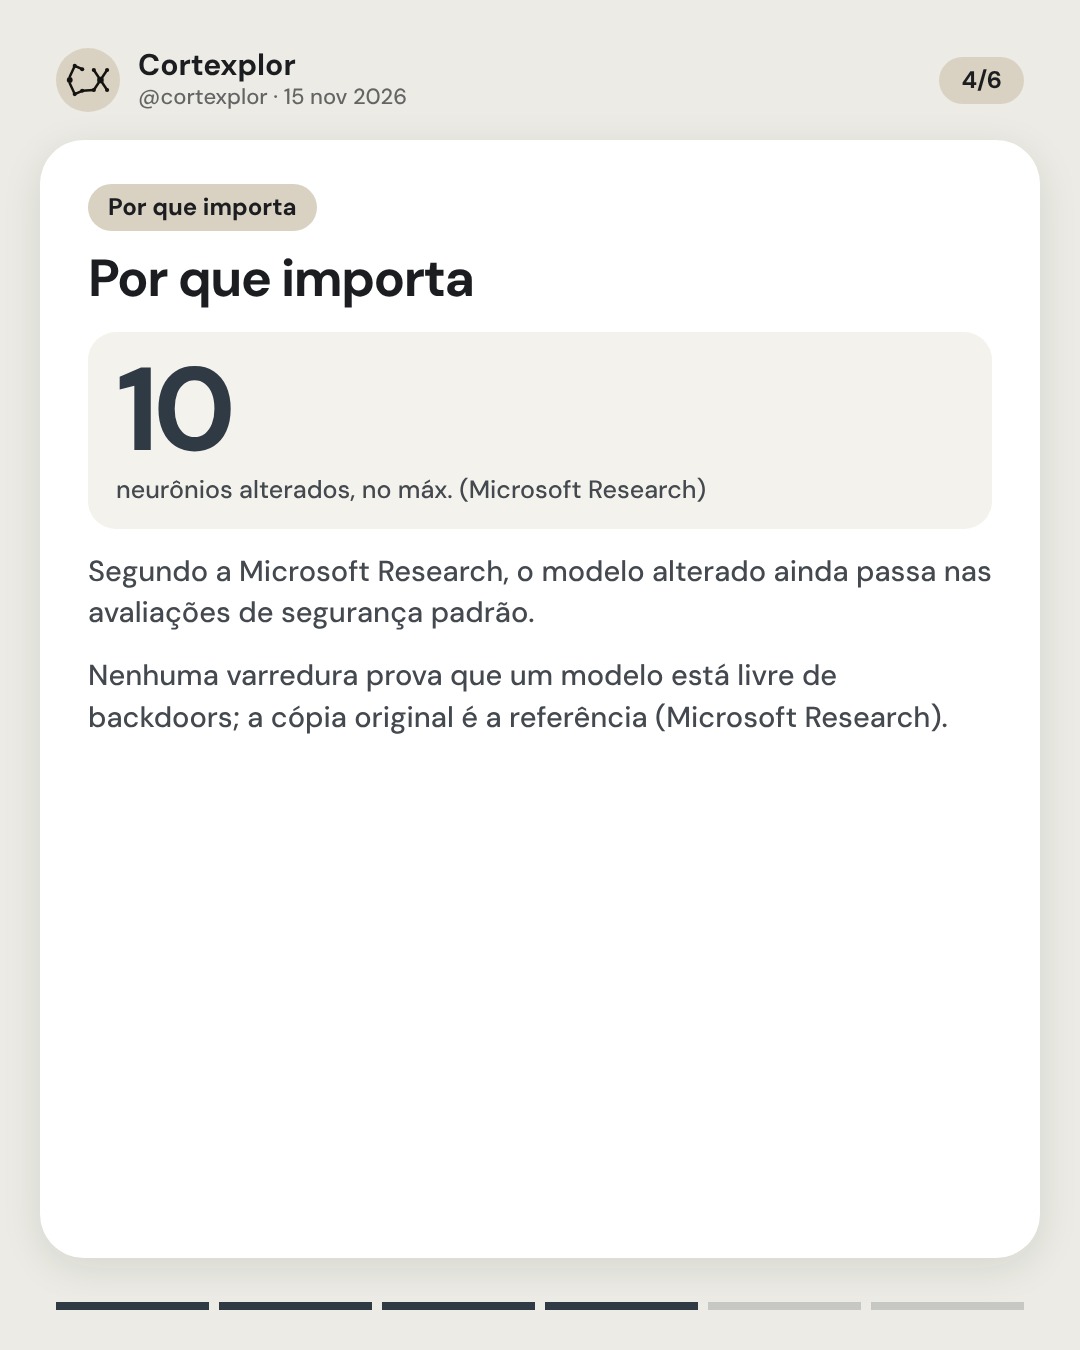 Cortexplor
@cortexplor · 15 nov 2026
4/6
Por que importa
Por que importa
10
neurônios alterados, no máx. (Microsoft Research)
Segundo a Microsoft Research, o modelo alterado ainda passa nas
avaliações de segurança padrão.
Nenhuma varredura prova que um modelo está livre de
backdoors; a cópia original é a referência (Microsoft Research).